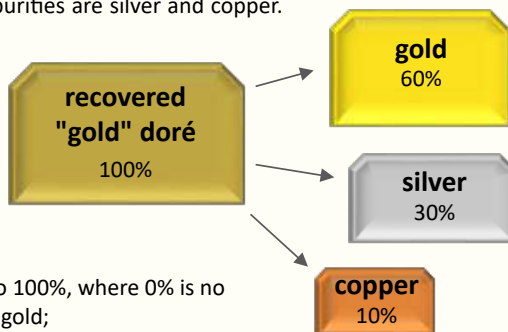 purities are silver and copper.
recovered
"gold" doré
100%
gold
60%
silver
30%
copper
10%
100%, where 0% is no
gold;